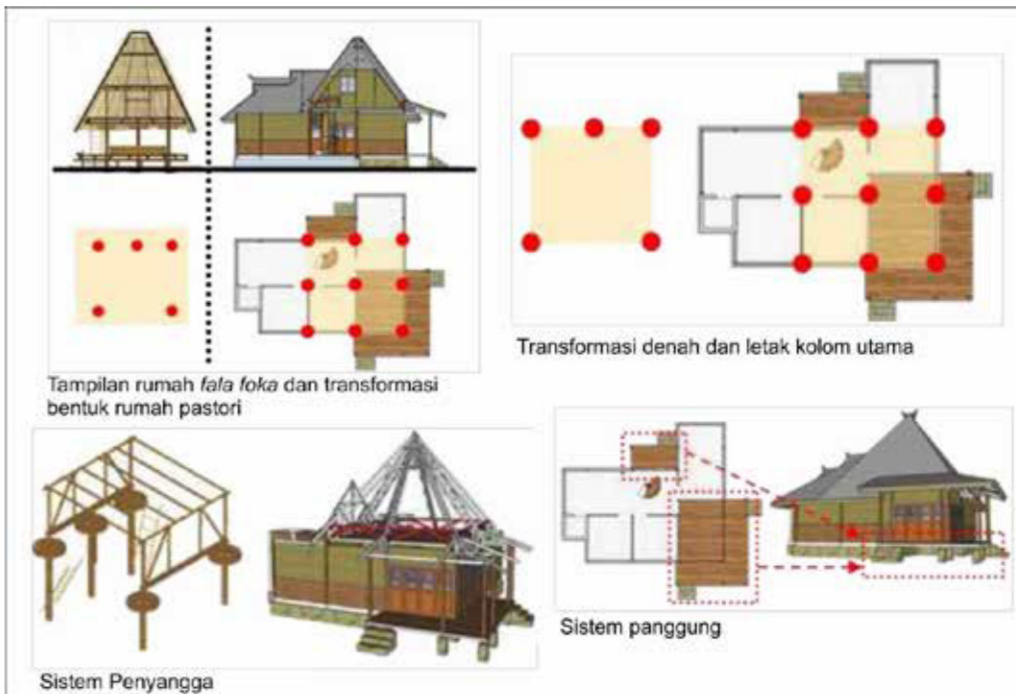 Tampilan rumah fala foka dan transformasi
bentuk rumah pastori
Transformasi denah dan letak kolom utama
Sistem Penyangga
Sistem panggung